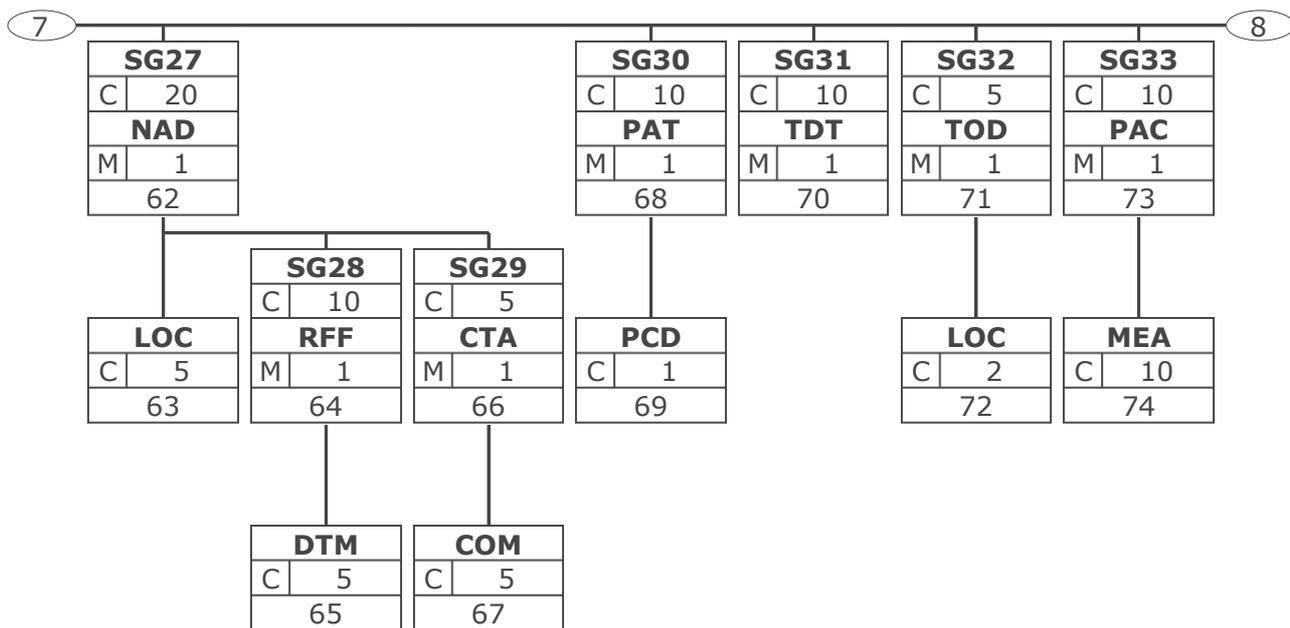 7 8
SG27 SG30 SG31 SG32 SG33
C 20 C 10 C 10 C 5 C 10
NAD PAT TDT TOD PAC
M 1 M 1 M 1 M 1 M 1
62 68 70 71 73
SG28 SG29
C 10 C 5
LOC RFF CTA PCD LOC MEA
C 5 M 1 M 1 C 1 C 2 C 10
63 64 66 69 72 74
DTM COM
C 5 C 5
65 67